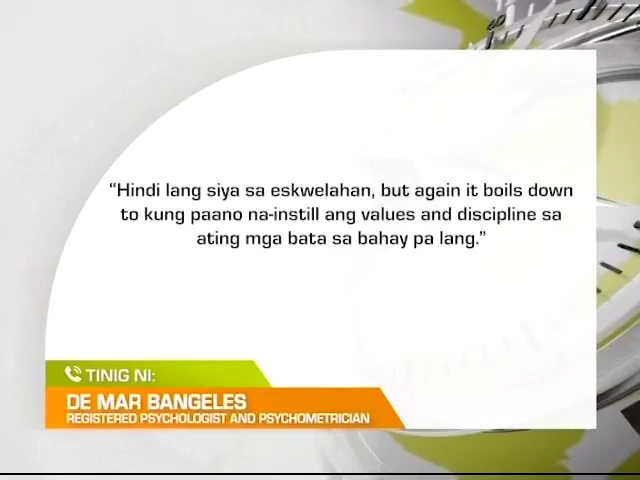 “Hindi lang siya sa eskwelahan, but again it boils down
to kung paano na-instill ang values and discipline sa
ating mga bata sa bahay pa lang.”
TINIG NI:
DE MAR BANGELES
REGISTERED PSYCHOLOGIST AND PSYCHOMETRICIAN